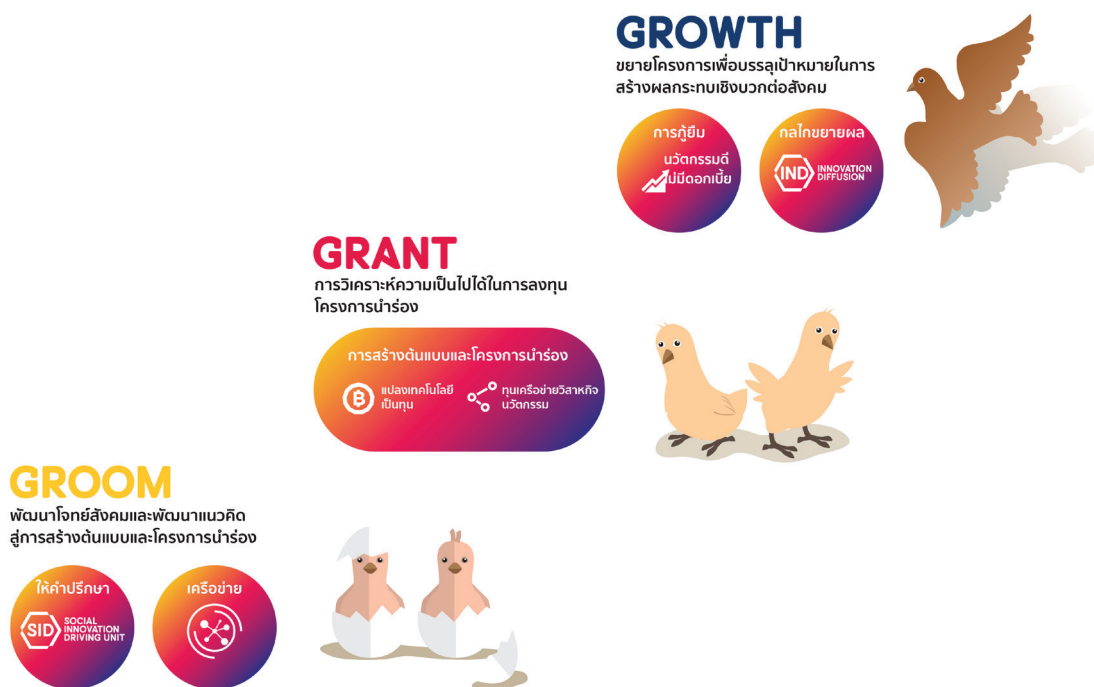 GROWTH
ขยายโครงการเพื่อบรรลุเป้าหมายในการ
สร้างผลกระทบเชิงบวกต่อสังคม
การกู้ยืม
นวัตกรรมดี
ไม่มีดอกเบี้ย
กลไกขยายผล
IND
INNOVATION
DIFFUSION
GRANT
การวิเคราะห์ความเป็นไปได้ในการลงทุน
โครงการนำร่อง
การสร้างต้นแบบและโครงการนำร่อง
แปลงเทคโนโลยี
เป็นทุน
ทุนเครือข่ายวิสาหกิจ
นวัตกรรม
GROOM
พัฒนาโจทย์สังคมและพัฒนาแนวคิด
สู่การสร้างต้นแบบและโครงการนำร่อง
ให้คำปรึกษา
SID
SOCIAL
INNOVATION
DRIVING UNIT
เครือข่าย